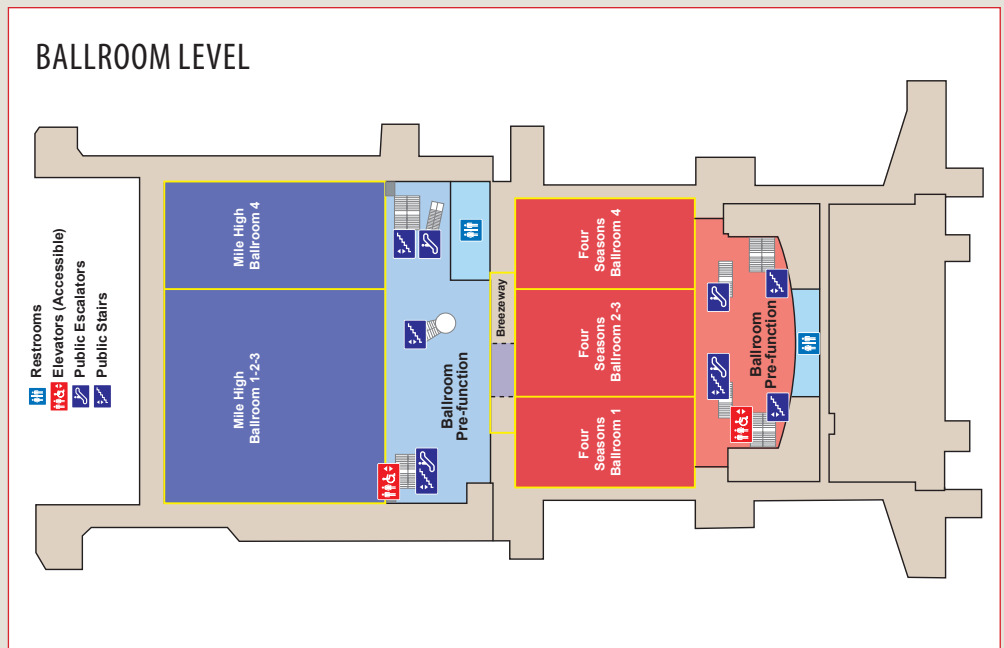 BALLROOM LEVEL
Restrooms
Elevators (Accessible)
Public Escalators
Public Stairs
Mile High
Ballroom 4
Mile High
Ballroom 1-2-3
Ballroom
Pre-function
Breezeway
Four
Seasons
Ballroom 4
Four
Seasons
Ballroom 2-3
Four
Seasons
Ballroom 1
Ballroom
Pre-function